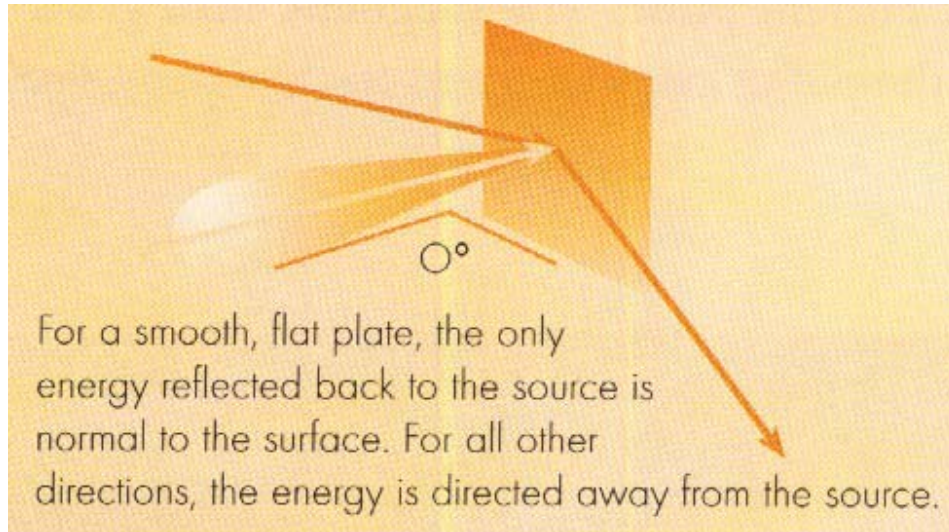 0°
For a smooth, flat plate, the only
energy reflected back to the source is
normal to the surface. For all other
directions, the energy is directed away from the source.